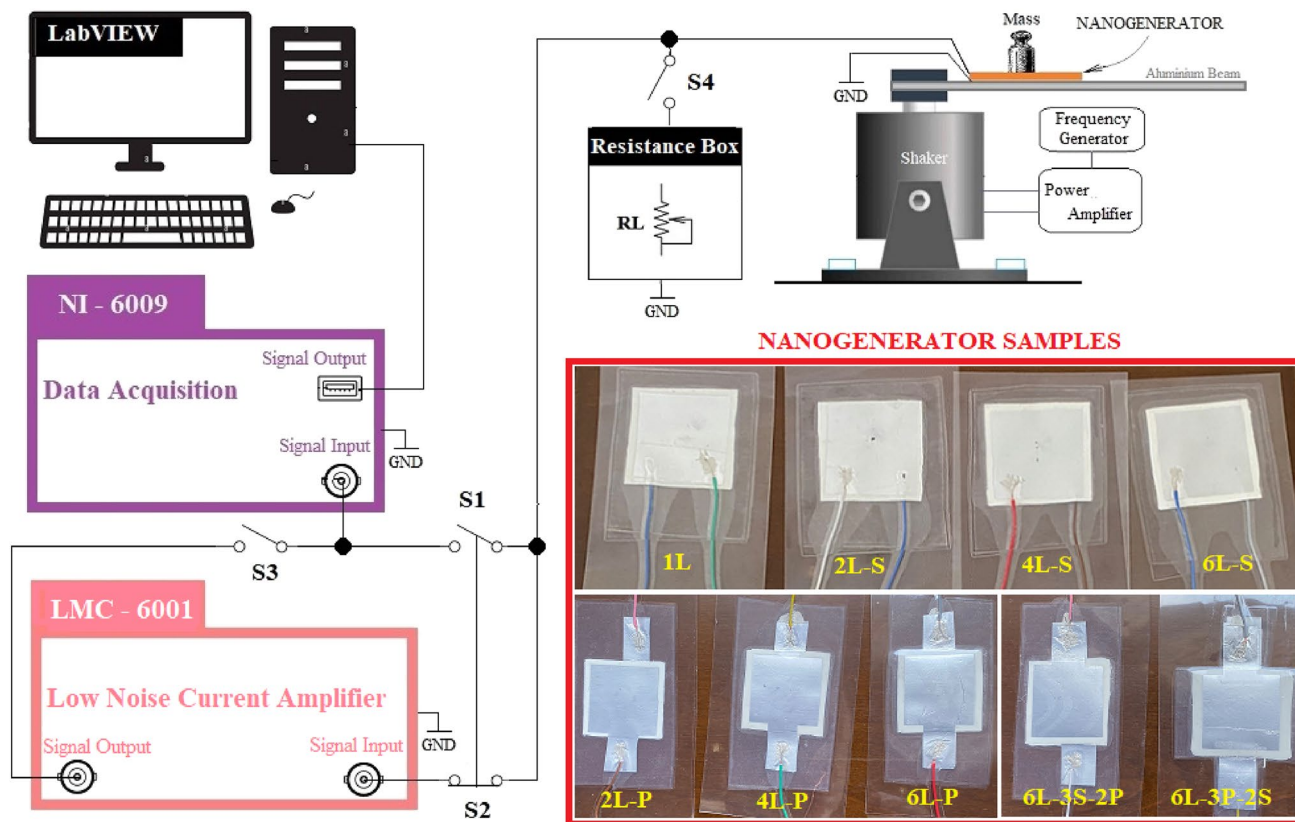 LabVIEW
S4
GND
Mass
NANOGENERATOR
Aluminium Beam
Frequency
Generator
Shaker
Power
Amplifier
Resistance Box
RL
GND
NI - 6009
Signal Output
Data Acquisition
Signal Input
GND
S1
S3
LMC - 6001
Low Noise Current Amplifier
Signal Output
Signal Input
GND
S2
NANOGENERATOR SAMPLES
1L
2L-S
4L-S
6L-S
2L-P
4L-P
6L-P
6L-3S-2P
6L-3P-2S